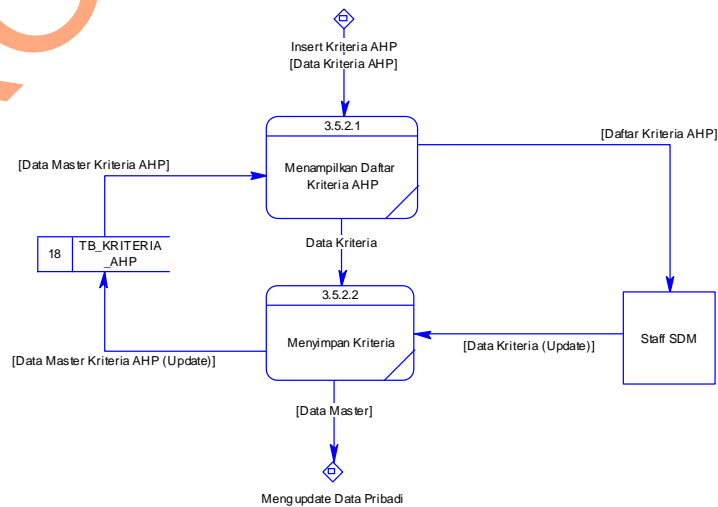 Insert Kriteria AHP
[Data Kriteria AHP]
3.5.2.1
[Daftar Kriteria AHP]
Menampilkan Daftar
Kriteria AHP
[Data Master Kriteria AHP]
18
TB_KRITERIA
_AHP
Data Kriteria
3.5.2.2
Menyimpan Kriteria
[Data Kriteria (Update)]
Staff SDM
[Data Master Kriteria AHP (Update)]
[Data Master]
Mengupdate Data Pribadi